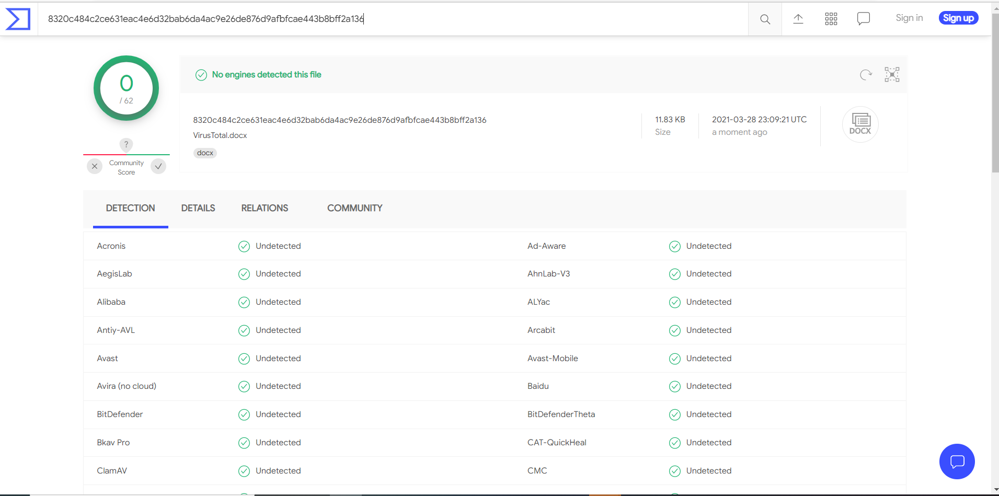 8320c484c2ce631eac4e6d32bab6da4ac9e26de876d9afbfcae443b8bff2a136
Sign in
Sign up
0
/ 62
No engines detected this file
8320c484c2ce631eac4e6d32bab6da4ac9e26de876d9afbfcae443b8bff2a136
VirusTotal.docx
docx
11.83 KB
Size
2021-03-28 23:09:21 UTC
a moment ago
DOCX
?
Community
Score
DETECTION DETAILS RELATIONS COMMUNITY
Acronis Undetected Ad-Aware Undetected
AegisLab Undetected AhnLab-V3 Undetected
Alibaba Undetected ALYac Undetected
Antiy-AVL Undetected Arcabit Undetected
Avast Undetected Avast-Mobile Undetected
Avira (no cloud) Undetected Baidu Undetected
BitDefender Undetected BitDefenderTheta Undetected
Bkav Pro Undetected CAT-QuickHeal Undetected
ClamAV Undetected CMC Undetected